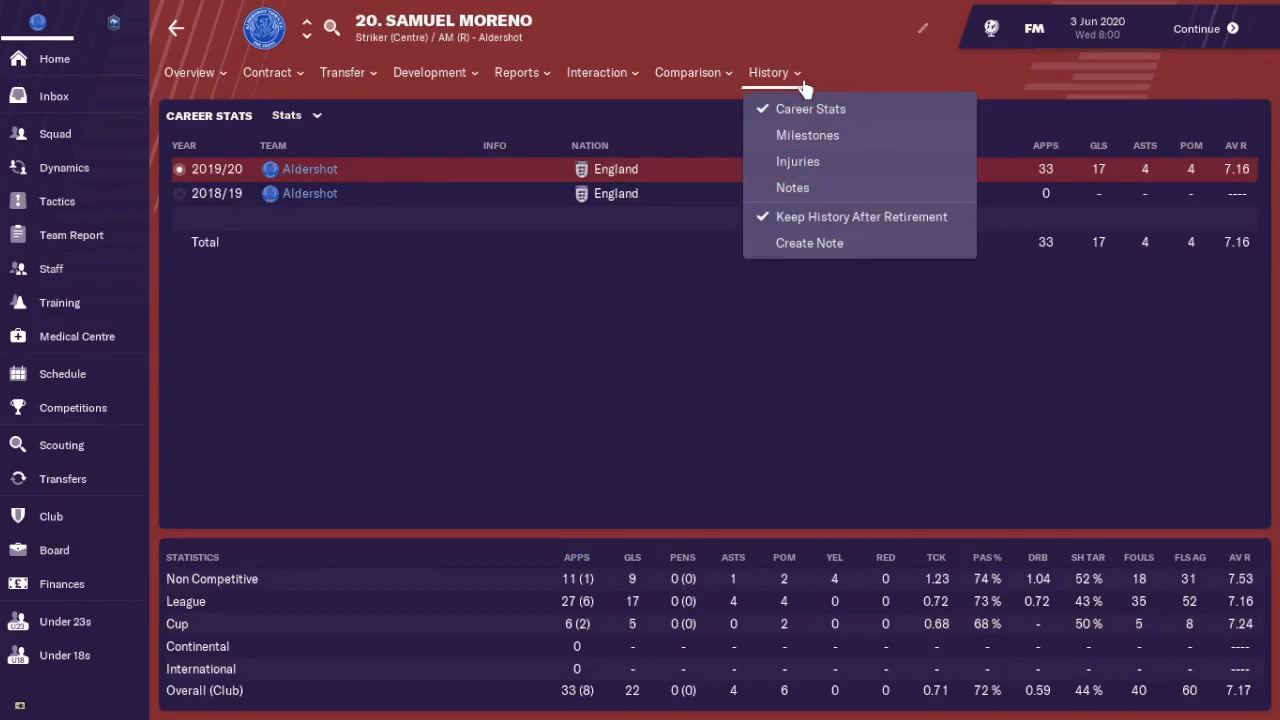 20. SAMUEL MORENO
Striker (Centre) / AM (R) - Aldershot
3 Jun 2020
Wed 8:00
FM
Continue
Overview
Contract
Transfer
Development
Reports
Interaction
Comparison
History
Home
Inbox
Squad
Dynamics
Tactics
Team Report
Staff
Training
Medical Centre
Schedule
Competitions
Scouting
Transfers
Club
Board
Finances
U23 Under 23s
U18 Under 18s
Career Stats
Milestones
Injuries
Notes
Keep History After Retirement
Create Note
CAREER STATS Stats
YEAR TEAM INFO NATION APPS GLS ASTS POM AV R
2019/20 Aldershot England 33 17 4 4 7.16
2018/19 Aldershot England 0 - - - ----
Total 33 17 4 4 7.16
STATISTICS APPS GLS PENS ASTS POM YEL RED TCK PAS % DRB SH TAR FOULS FLS AG AV R
Non Competitive 11 (1) 9 0 (0) 1 2 4 0 1.23 74 % 1.04 52 % 18 31 7.53
League 27 (6) 17 0 (0) 4 4 0 0 0.72 73 % 0.72 43 % 35 52 7.16
Cup 6 (2) 5 0 (0) 0 2 0 0 0.68 68 % - 50 % 5 8 7.24
Continental 0 - - - - - - - - - - - - ----
International 0 - - - - - - - - - - - - ----
Overall (Club) 33 (8) 22 0 (0) 4 6 0 0 0.71 72 % 0.59 44 % 40 60 7.17